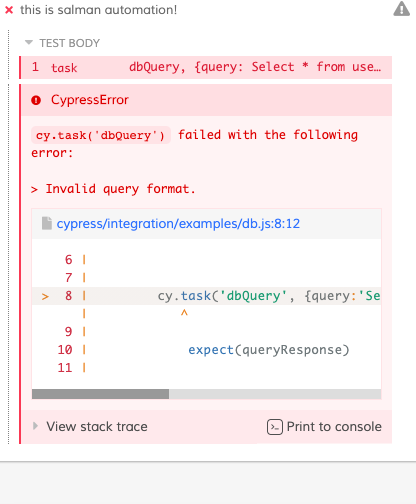 × this is salman automation!
TEST BODY
1 task dbQuery, {query: Select * from use…
CypressError
cy.task('dbQuery') failed with the following
error:
> Invalid query format.
cypress/integration/examples/db.js:8:12
6 |
7 |
> 8 | cy.task('dbQuery', {query:'Se
| ^
9 |
10 | expect(queryResponse)
11 |
View stack trace Print to console